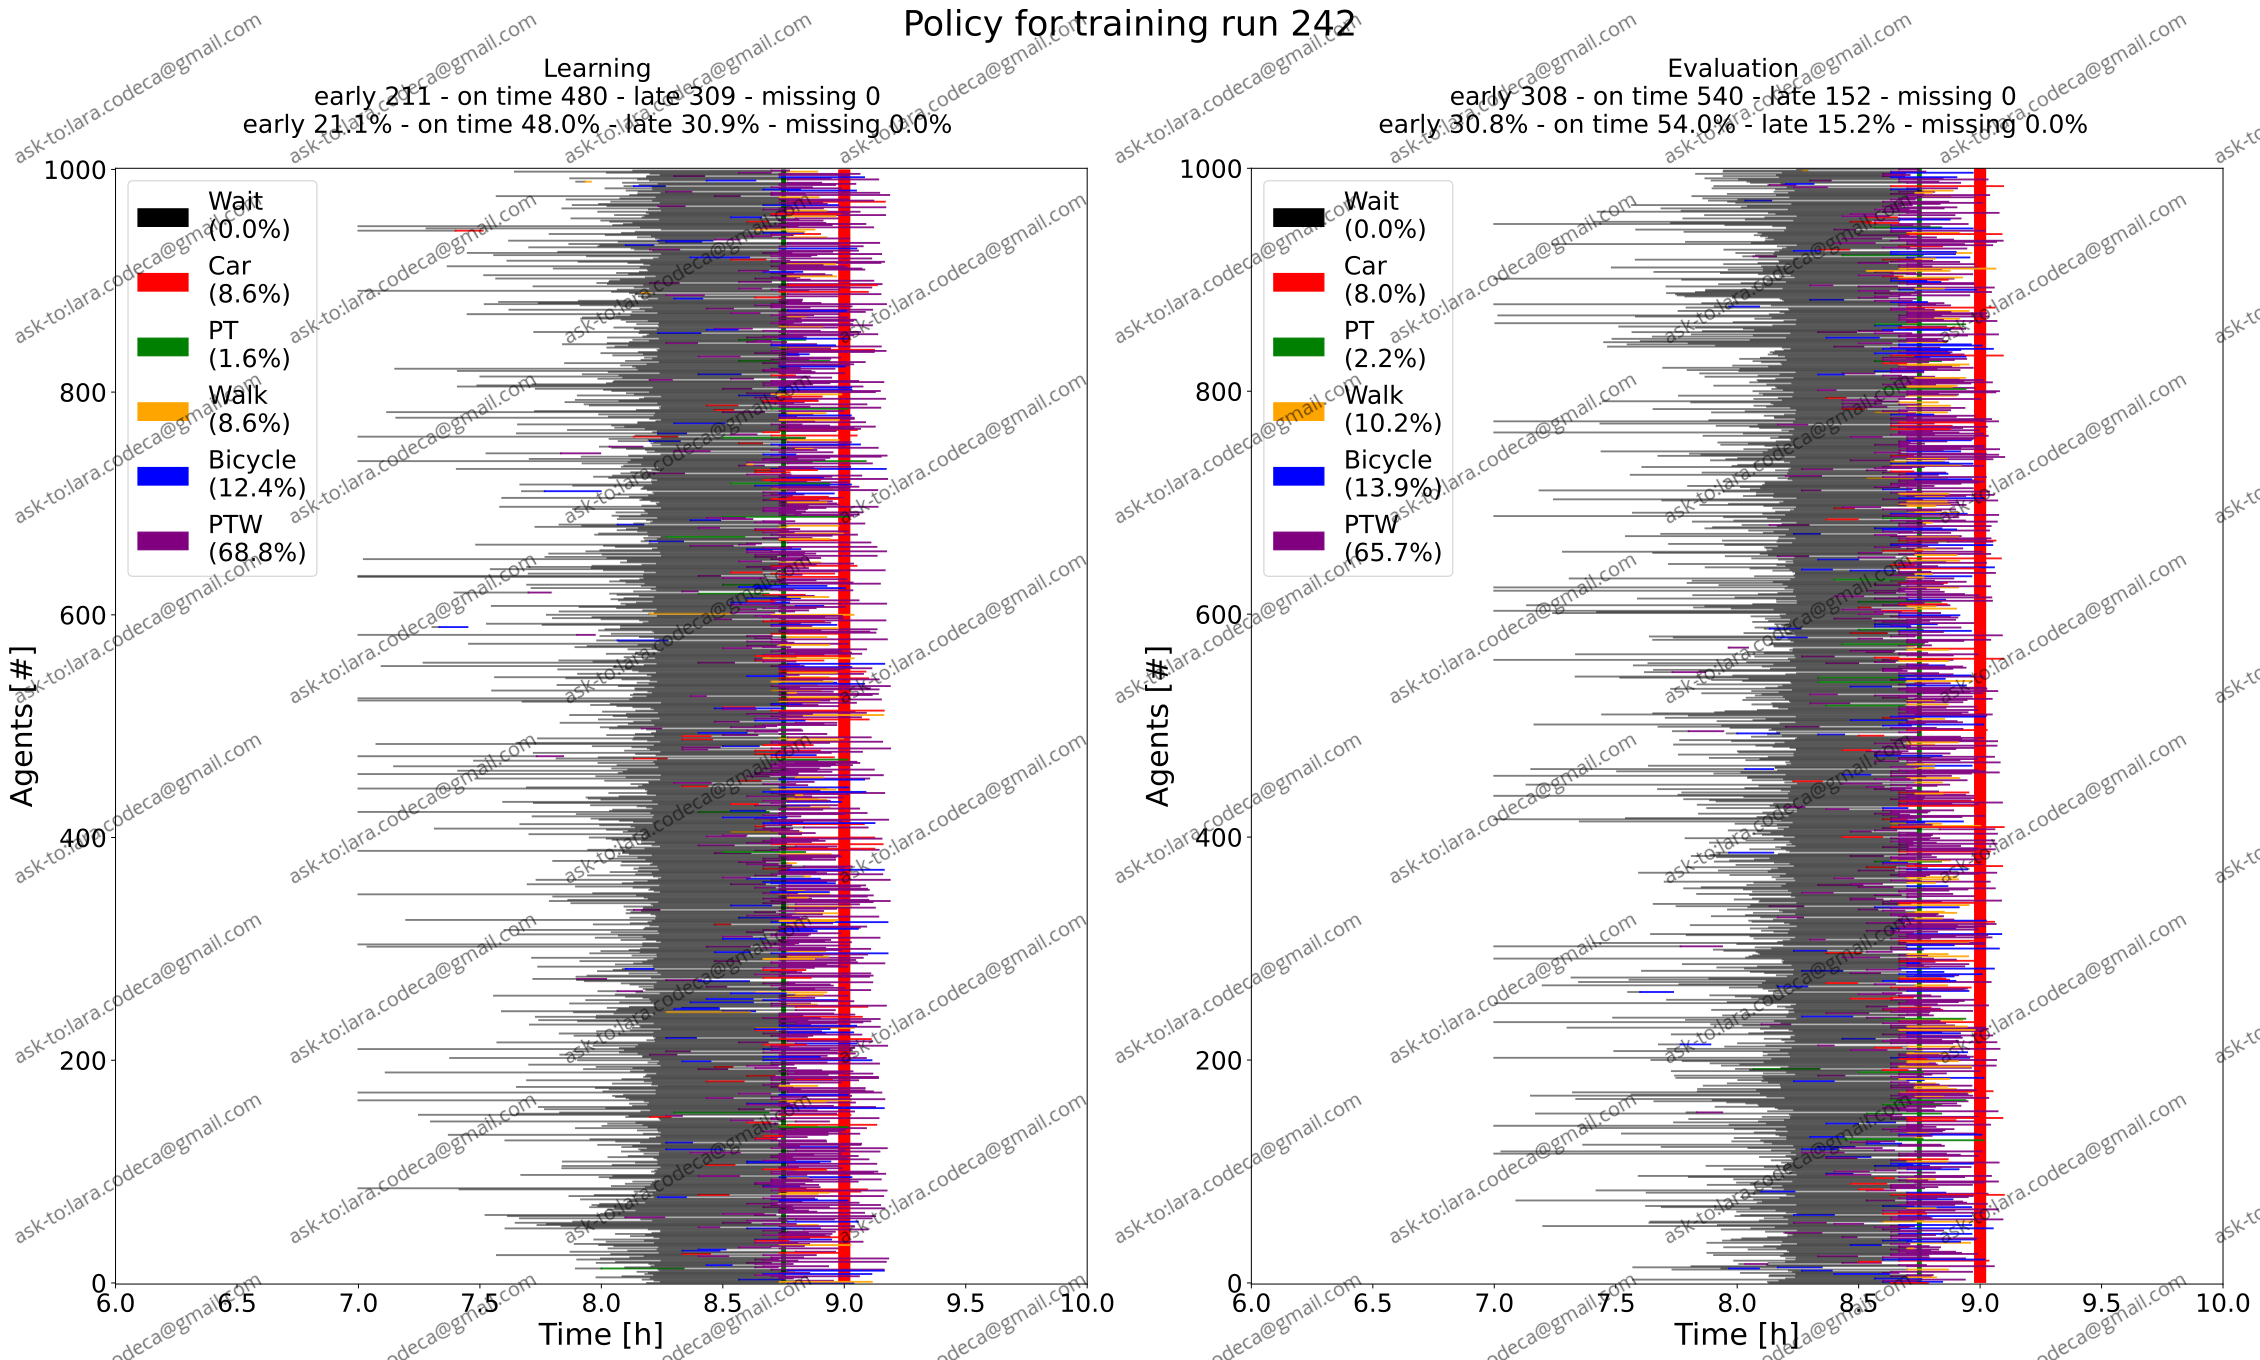 Policy for training run 242
Learning
early 211 - on time 480 - late 309 - missing 0
early 21.1% - on time 48.0% - late 30.9% - missing 0.0%
1000
800
600
400
200
0
Agents [#]
Wait
(0.0%)
Car
(8.6%)
PT
(1.6%)
Walk
(8.6%)
Bicycle
(12.4%)
PTW
(68.8%)
6.0 6.5 7.0 7.5 8.0 8.5 9.0 9.5 10.0
Time [h]
Evaluation
early 308 - on time 540 - late 152 - missing 0
early 30.8% - on time 54.0% - late 15.2% - missing 0.0%
1000
800
600
400
200
0
Agents [#]
Wait
(0.0%)
Car
(8.0%)
PT
(2.2%)
Walk
(10.2%)
Bicycle
(13.9%)
PTW
(65.7%)
6.0 6.5 7.0 7.5 8.0 8.5 9.0 9.5 10.0
Time [h]
ask-to:lara.codeca@gmail.com